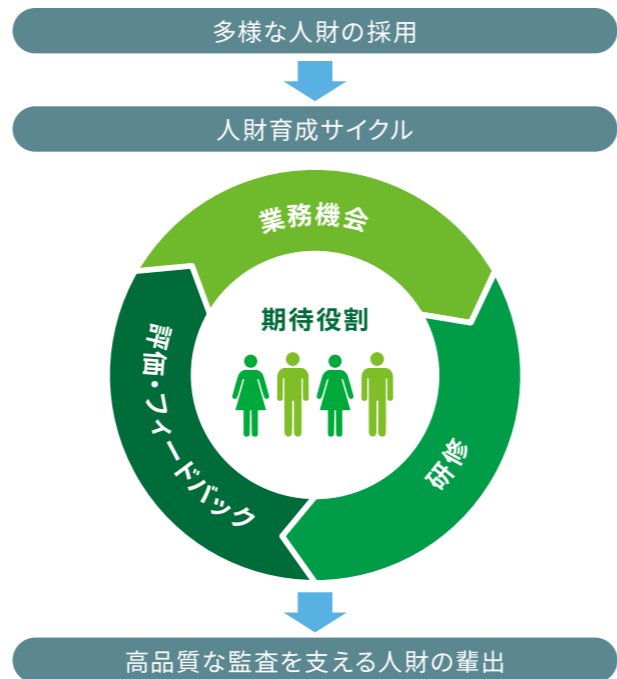 多様な人財の採用
人財育成サイクル
業務機会
期待役割
研修
評価・フィードバック
高品質な監査を支える人財の輩出